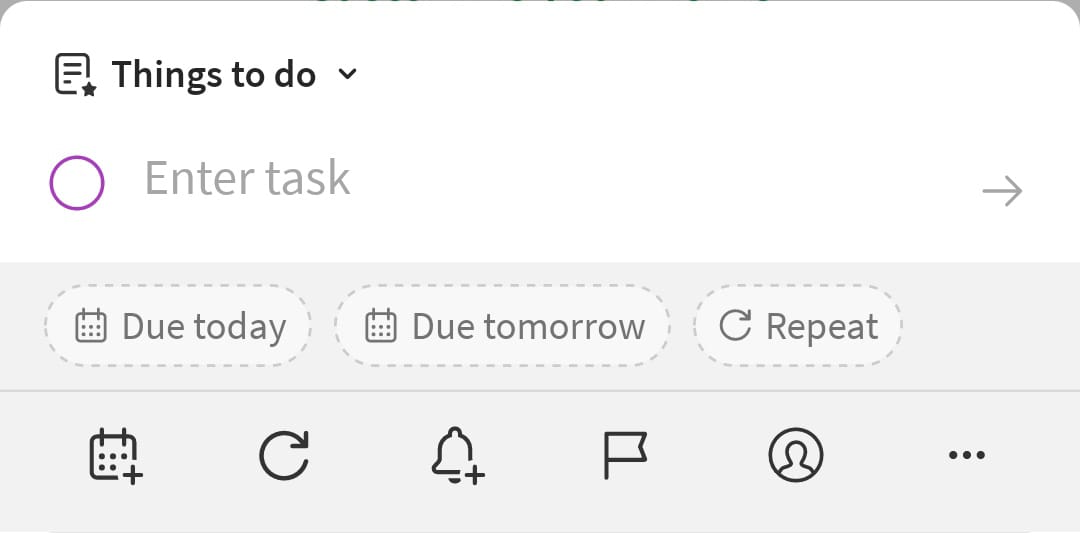 Things to do
Enter task
Due today
Due tomorrow
Repeat